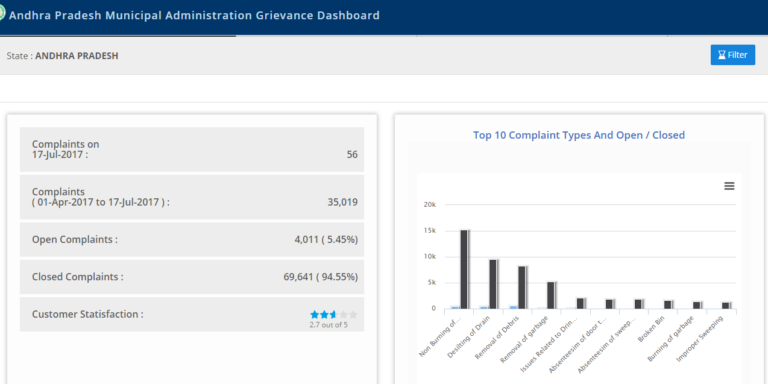 Andhra Pradesh Municipal Administration Grievance Dashboard
State : ANDHRA PRADESH
Filter
Complaints on
17-Jul-2017 :
56
Complaints
( 01-Apr-2017 to 17-Jul-2017 ) :
35,019
Open Complaints :
4,011 ( 5.45%)
Closed Complaints :
69,641 ( 94.55%)
Customer Statisfaction :
2.7 out of 5
Top 10 Complaint Types And Open / Closed
20k
15k
10k
5k
0
Non Burning of...
Desilting of Drain
Removal of Debris
Removal of garbage
Issues Related to Drin...
Absenteesim of door t...
Absenteesim of sweep...
Broken Bin
Burning of garbage
Improper Sweeping